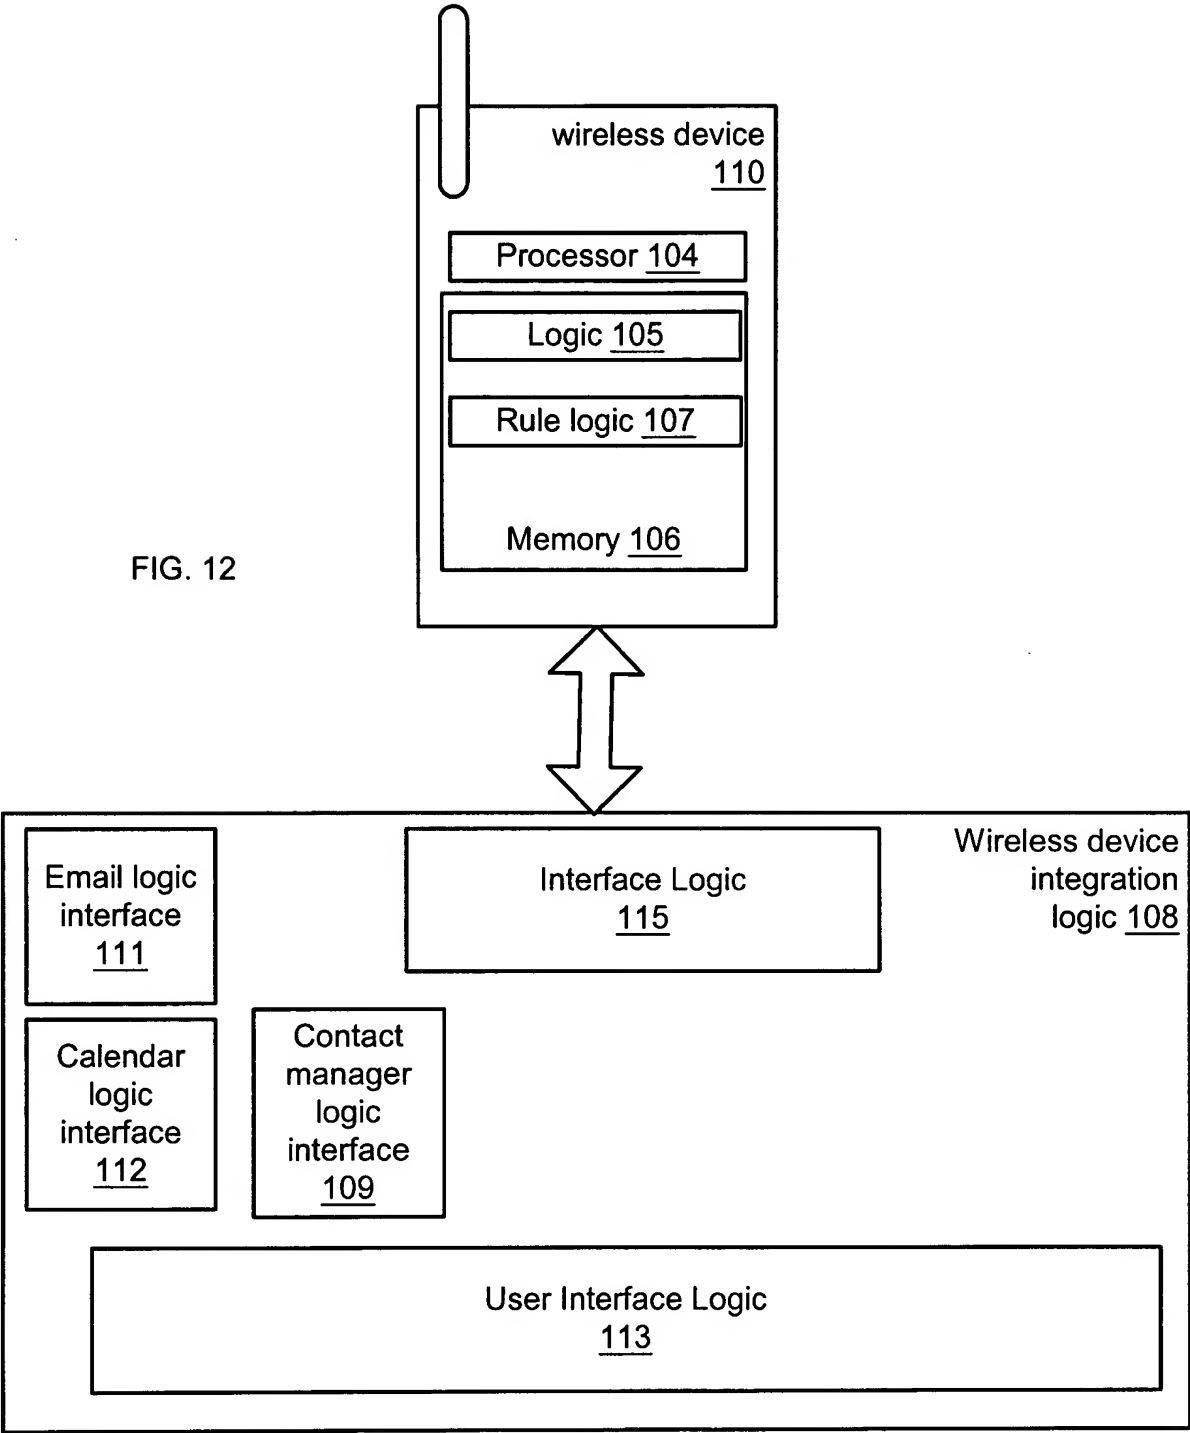 wireless device
110
Processor 104
Logic 105
Rule logic 107
Memory 106
FIG. 12
Email logic
interface
111
Interface Logic
115
Wireless device
integration
logic 108
Calendar
logic
interface
112
Contact
manager
logic
interface
109
User Interface Logic
113